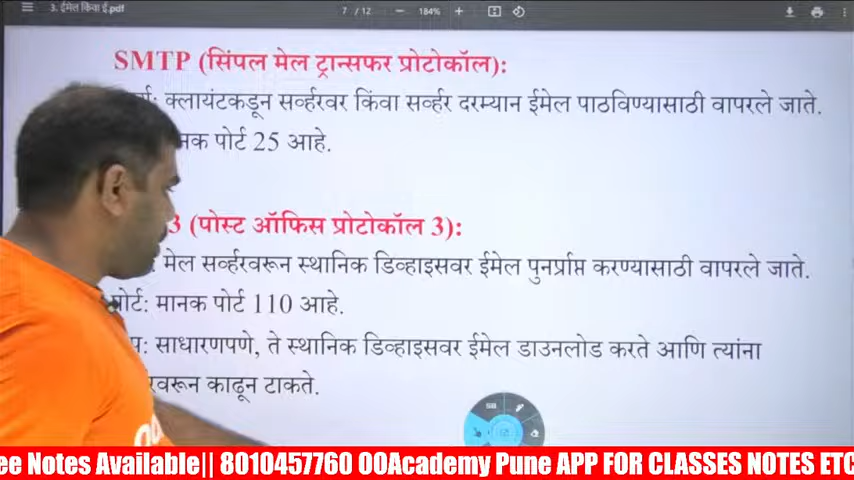 3. ईमेल किंवा ई.pdf
7 / 12
184%
SMTP (सिंपल मेल ट्रान्सफर प्रोटोकॉल):
क्लायंटकडून सर्व्हरवर किंवा सर्व्हर दरम्यान ईमेल पाठविण्यासाठी वापरले जाते.
पोर्ट 25 आहे.
3 (पोस्ट ऑफिस प्रोटोकॉल 3):
मेल सर्व्हरवरून स्थानिक डिव्हाइसवर ईमेल पुनर्प्राप्त करण्यासाठी वापरले जाते.
पोर्ट: मानक पोर्ट 110 आहे.
साधारणपणे, ते स्थानिक डिव्हाइसवर ईमेल डाउनलोड करते आणि त्यांना
काढून टाकते.
ee Notes Available|| 8010457760 OOAcademy Pune APP FOR CLASSES NOTES ETC